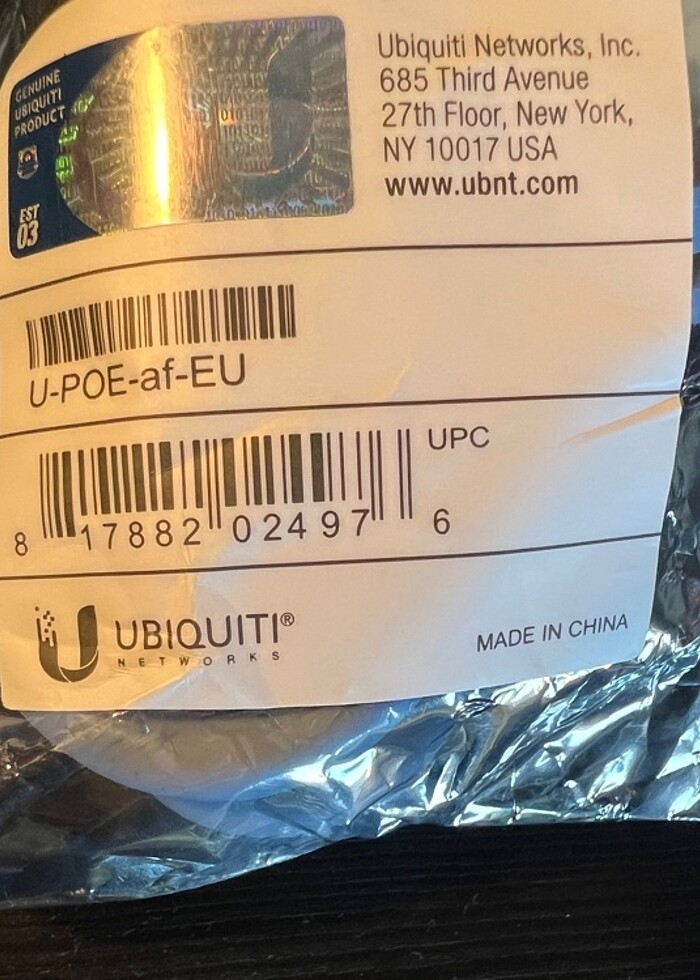 GENUINE
UBIQUITI
PRODUCT
EST
03
Ubiquiti Networks, Inc.
685 Third Avenue
27th Floor, New York,
NY 10017 USA
www.ubnt.com
U-POE-af-EU
UPC
8 17882 02497 6
UBIQUITI®
NETWORKS
MADE IN CHINA